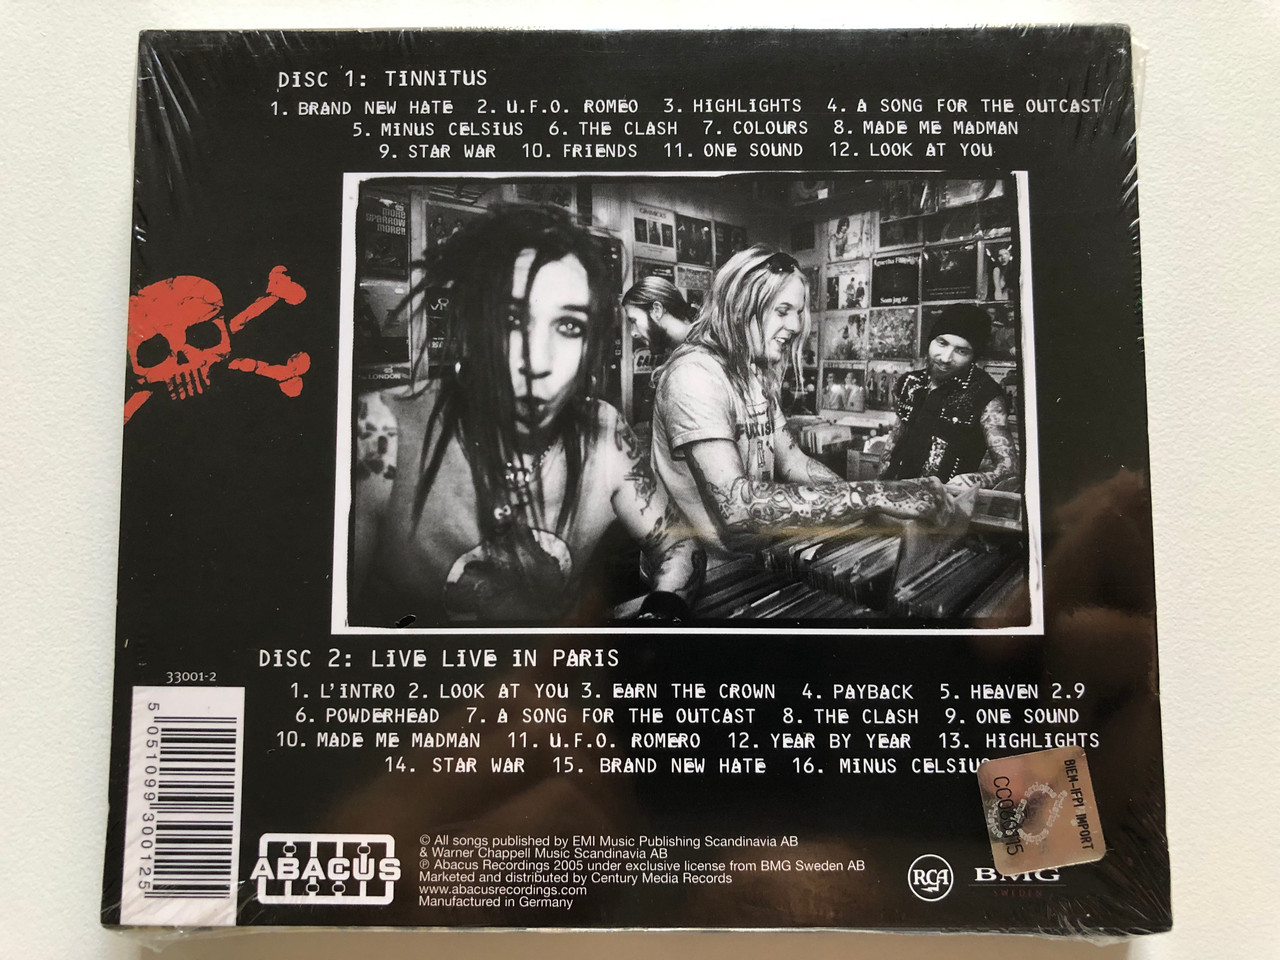 DISC 1: TINNITUS
1. BRAND NEW HATE 2. U.F.O. ROMEO 3. HIGHLIGHTS 4. A SONG FOR THE OUTCAST
5. MINUS CELSIUS 6. THE CLASH 7. COLOURS 8. MADE ME MADMAN
9. STAR WAR 10. FRIENDS 11. ONE SOUND 12. LOOK AT YOU
MORE!!
LONDON
Agnetha Fältskog
Som jag är
DISC 2: LIVE LIVE IN PARIS
1. L'INTRO 2. LOOK AT YOU 3. EARN THE CROWN 4. PAYBACK 5. HEAVEN 2.9
6. POWDERHEAD 7. A SONG FOR THE OUTCAST 8. THE CLASH 9. ONE SOUND
10. MADE ME MADMAN 11. U.F.O. ROMERO 12. YEAR BY YEAR 13. HIGHLIGHTS
14. STAR WAR 15. BRAND NEW HATE 16. MINUS CELSIUS
33001-2
5 051099 300125
ABACUS
© All songs published by EMI Music Publishing Scandinavia AB
& Warner Chappell Music Scandinavia AB
℗ Abacus Recordings 2005 under exclusive license from BMG Sweden AB
Marketed and distributed by Century Media Records
www.abacusrecordings.com
Manufactured in Germany
RCA
BMG
SWEDEN
BIEM-IFPI IMPORT